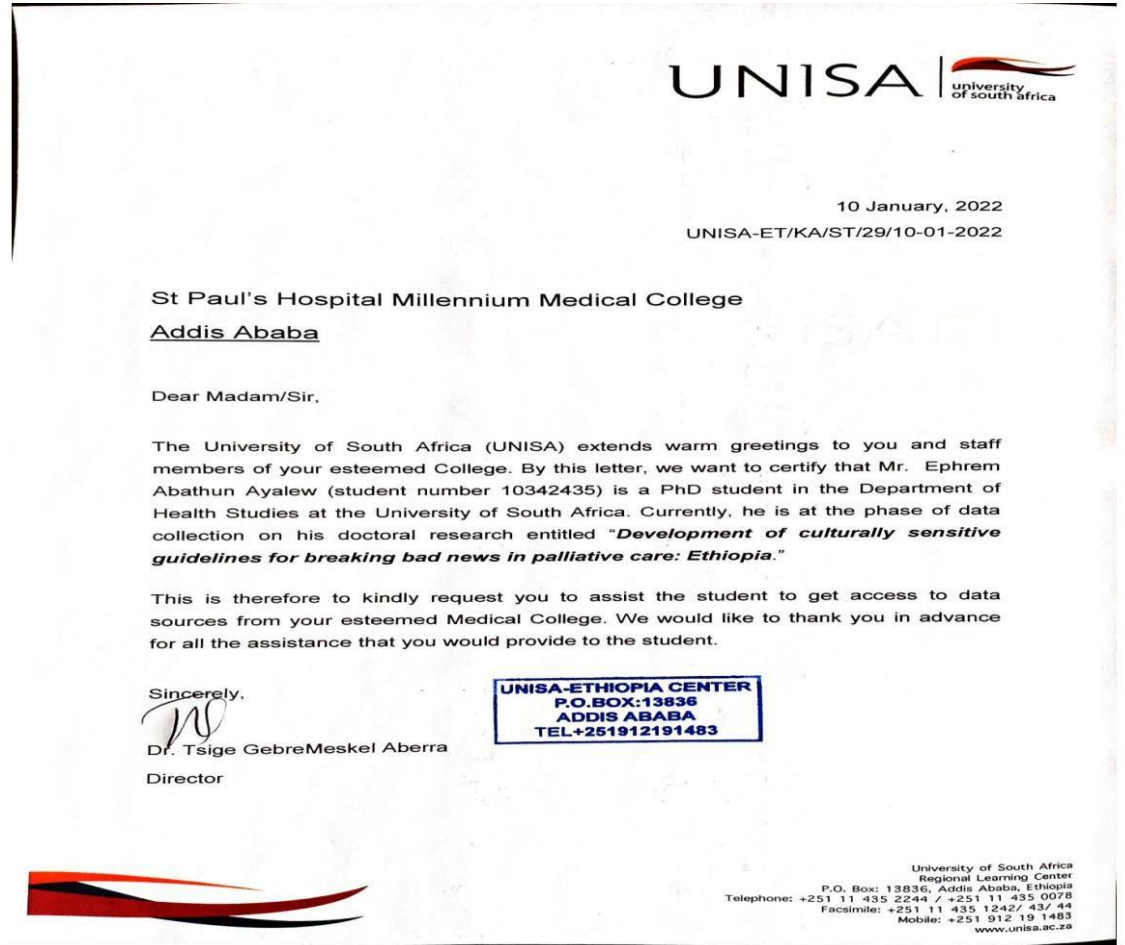 UNISA
university
of south africa
10 January, 2022
UNISA-ET/KA/ST/29/10-01-2022
St Paul's Hospital Millennium Medical College
Addis Ababa
Dear Madam/Sir,
The University of South Africa (UNISA) extends warm greetings to you and staff
members of your esteemed College. By this letter, we want to certify that Mr. Ephrem
Abathun Ayalew (student number 10342435) is a PhD student in the Department of
Health Studies at the University of South Africa. Currently, he is at the phase of data
collection on his doctoral research entitled "Development of culturally sensitive
guidelines for breaking bad news in palliative care: Ethiopia."
This is therefore to kindly request you to assist the student to get access to data
sources from your esteemed Medical College. We would like to thank you in advance
for all the assistance that you would provide to the student.
Sincerely,
Dr. Tsige GebreMeskel Aberra
Director
UNISA-ETHIOPIA CENTER
P.O.BOX:13836
ADDIS ABABA
TEL+251912191483
University of South Africa
Regional Learning Center
P.O. Box: 13836, Addis Ababa, Ethiopia
Telephone: +251 11 435 2244 / +251 11 435 0078
Facsimile: +251 11 435 1242/ 43/ 44
Mobile: +251 912 19 1483
www.unisa.ac.za